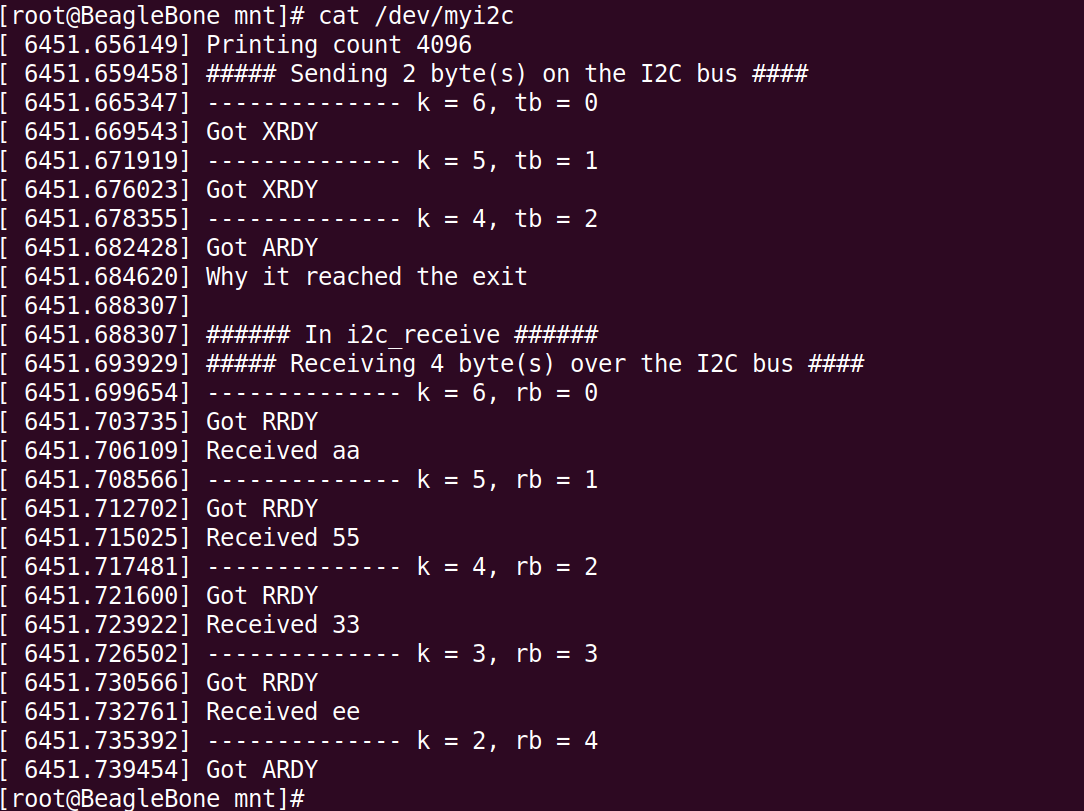 [root@BeagleBone mnt]# cat /dev/myi2c
[ 6451.656149] Printing count 4096
[ 6451.659458] ##### Sending 2 byte(s) on the I2C bus ####
[ 6451.665347] -------------- k = 6, tb = 0
[ 6451.669543] Got XRDY
[ 6451.671919] -------------- k = 5, tb = 1
[ 6451.676023] Got XRDY
[ 6451.678355] -------------- k = 4, tb = 2
[ 6451.682428] Got ARDY
[ 6451.684620] Why it reached the exit
[ 6451.688307]
[ 6451.688307] ###### In i2c_receive ######
[ 6451.693929] ##### Receiving 4 byte(s) over the I2C bus ####
[ 6451.699654] -------------- k = 6, rb = 0
[ 6451.703735] Got RRDY
[ 6451.706109] Received aa
[ 6451.708566] -------------- k = 5, rb = 1
[ 6451.712702] Got RRDY
[ 6451.715025] Received 55
[ 6451.717481] -------------- k = 4, rb = 2
[ 6451.721600] Got RRDY
[ 6451.723922] Received 33
[ 6451.726502] -------------- k = 3, rb = 3
[ 6451.730566] Got RRDY
[ 6451.732761] Received ee
[ 6451.735392] -------------- k = 2, rb = 4
[ 6451.739454] Got ARDY
[root@BeagleBone mnt]#